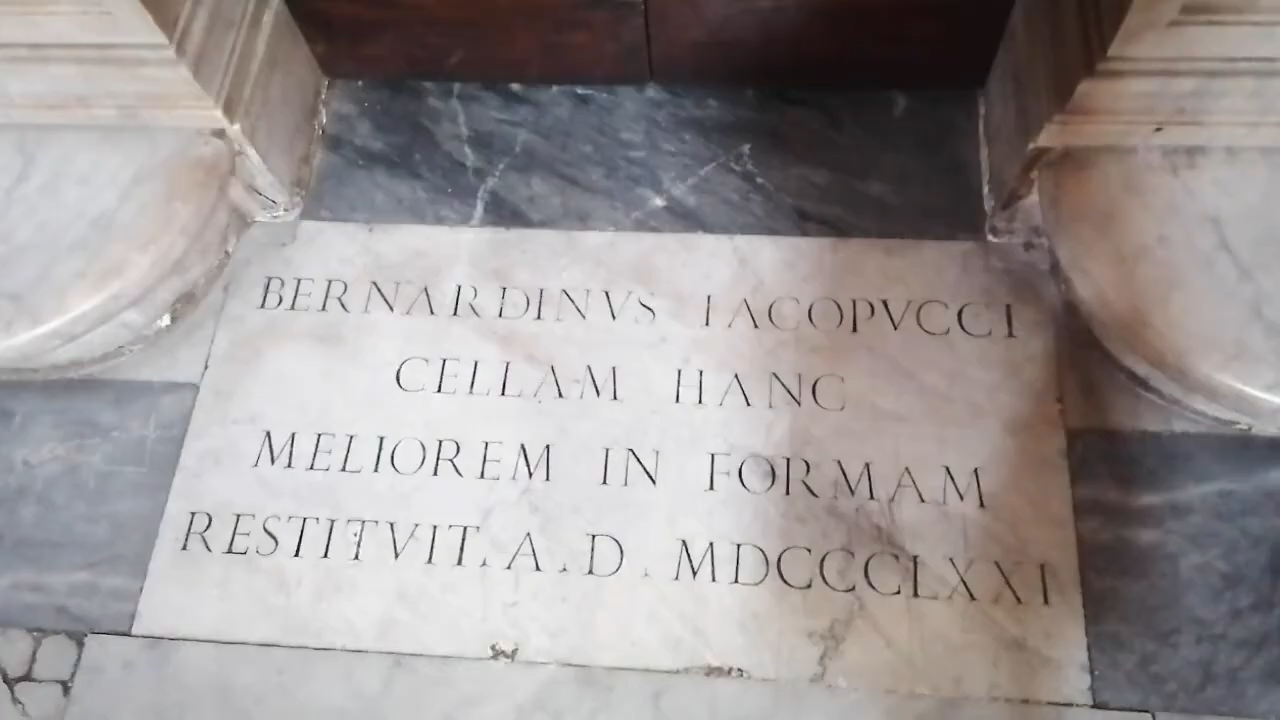 BERNARDINVS IACOPVCCI
CELLAM HANC
MELIOREM IN FORMAM
RESTITVIT. A . D . MDCCCLXXI